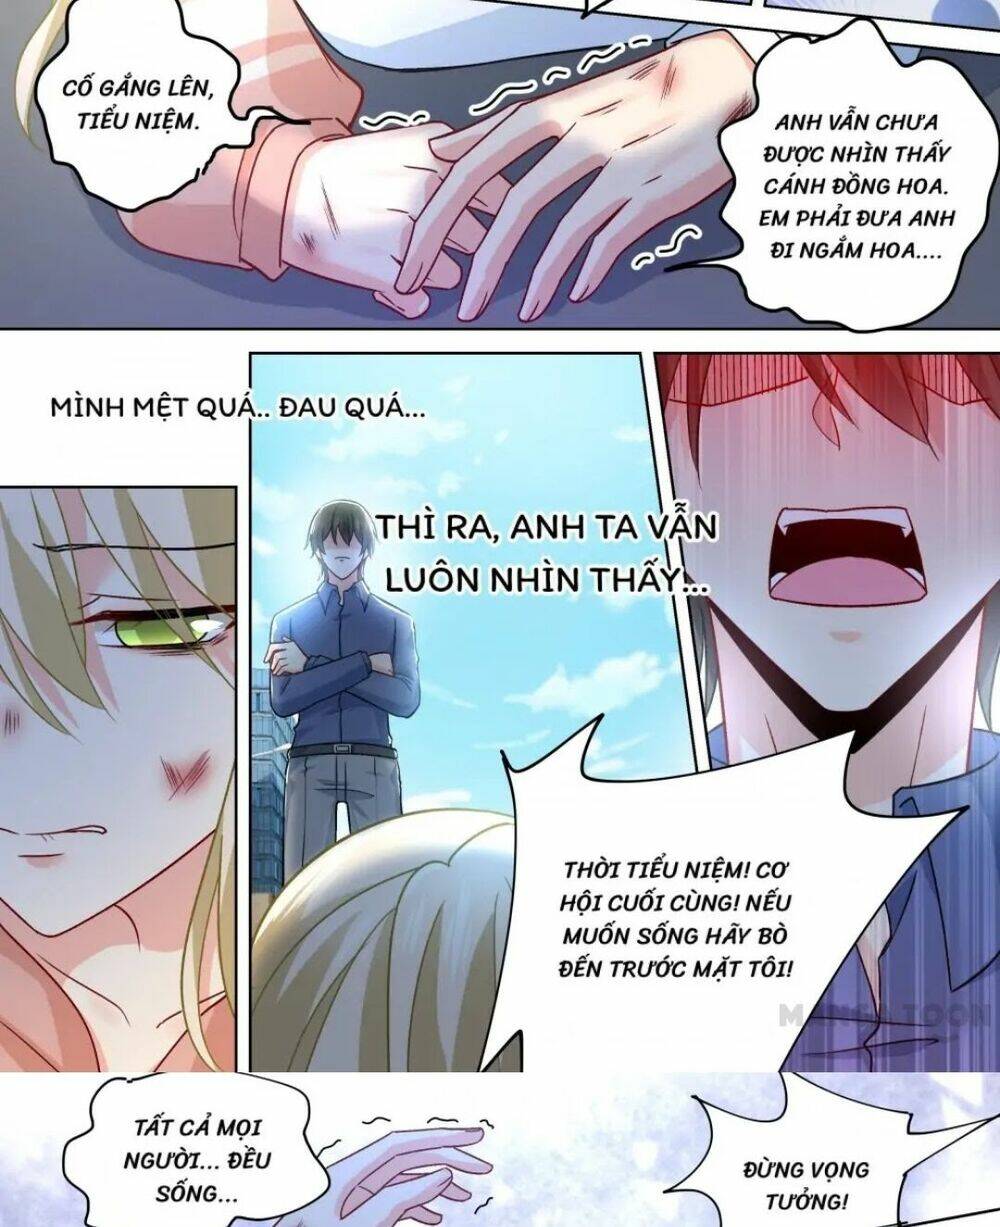 CỐ GẮNG LÊN,
TIỂU NIỆM.
ANH VẪN CHƯA
ĐƯỢC NHÌN THẤY
CÁNH ĐỒNG HOA.
EM PHẢI ĐƯA ANH
ĐI NGẮM HOA....
MÌNH MỆT QUÁ.. ĐAU QUÁ...
THÌ RA, ANH TA VẪN
LUÔN NHÌN THẤY...
THỜI TIỂU NIỆM! CƠ
HỘI CUỐI CÙNG! NẾU
MUỐN SỐNG HÃY BÒ
ĐẾN TRƯỚC MẶT TÔI!
MANGA TOON
TẤT CẢ MỌI
NGƯỜI... ĐỀU
SỐNG...
ĐỪNG VỌNG
TƯỞNG!